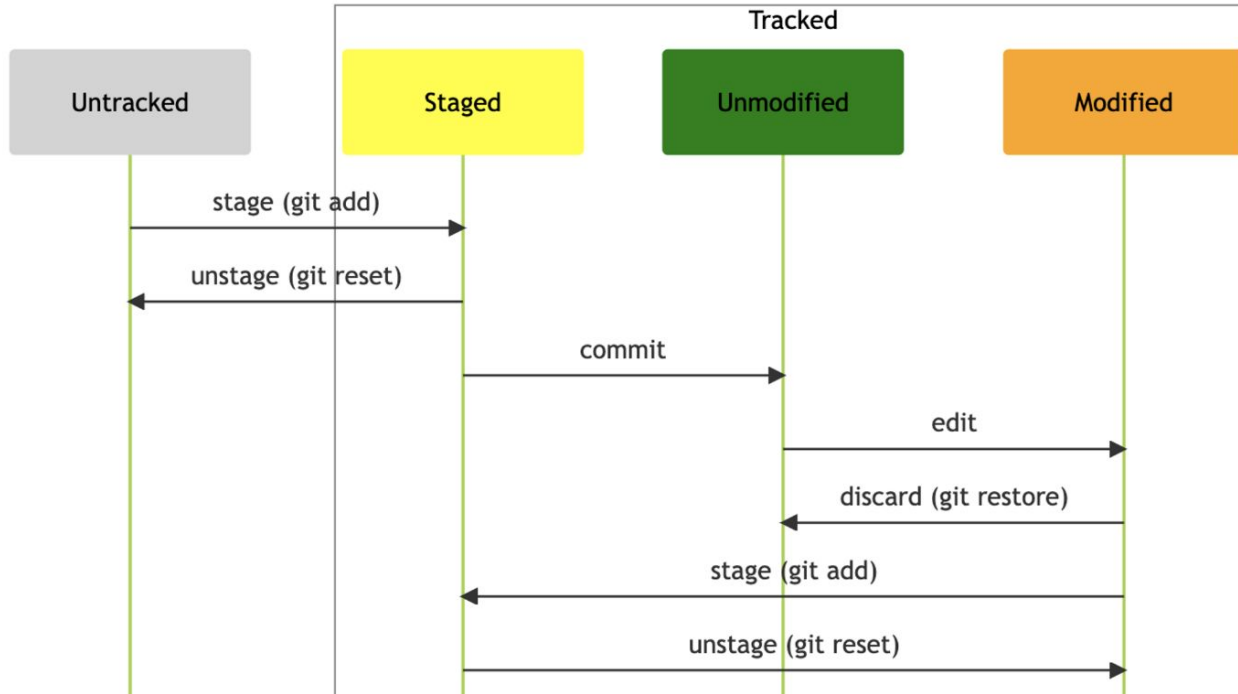 Tracked
Untracked
Staged
Unmodified
Modified
stage (git add)
unstage (git reset)
commit
edit
discard (git restore)
stage (git add)
unstage (git reset)